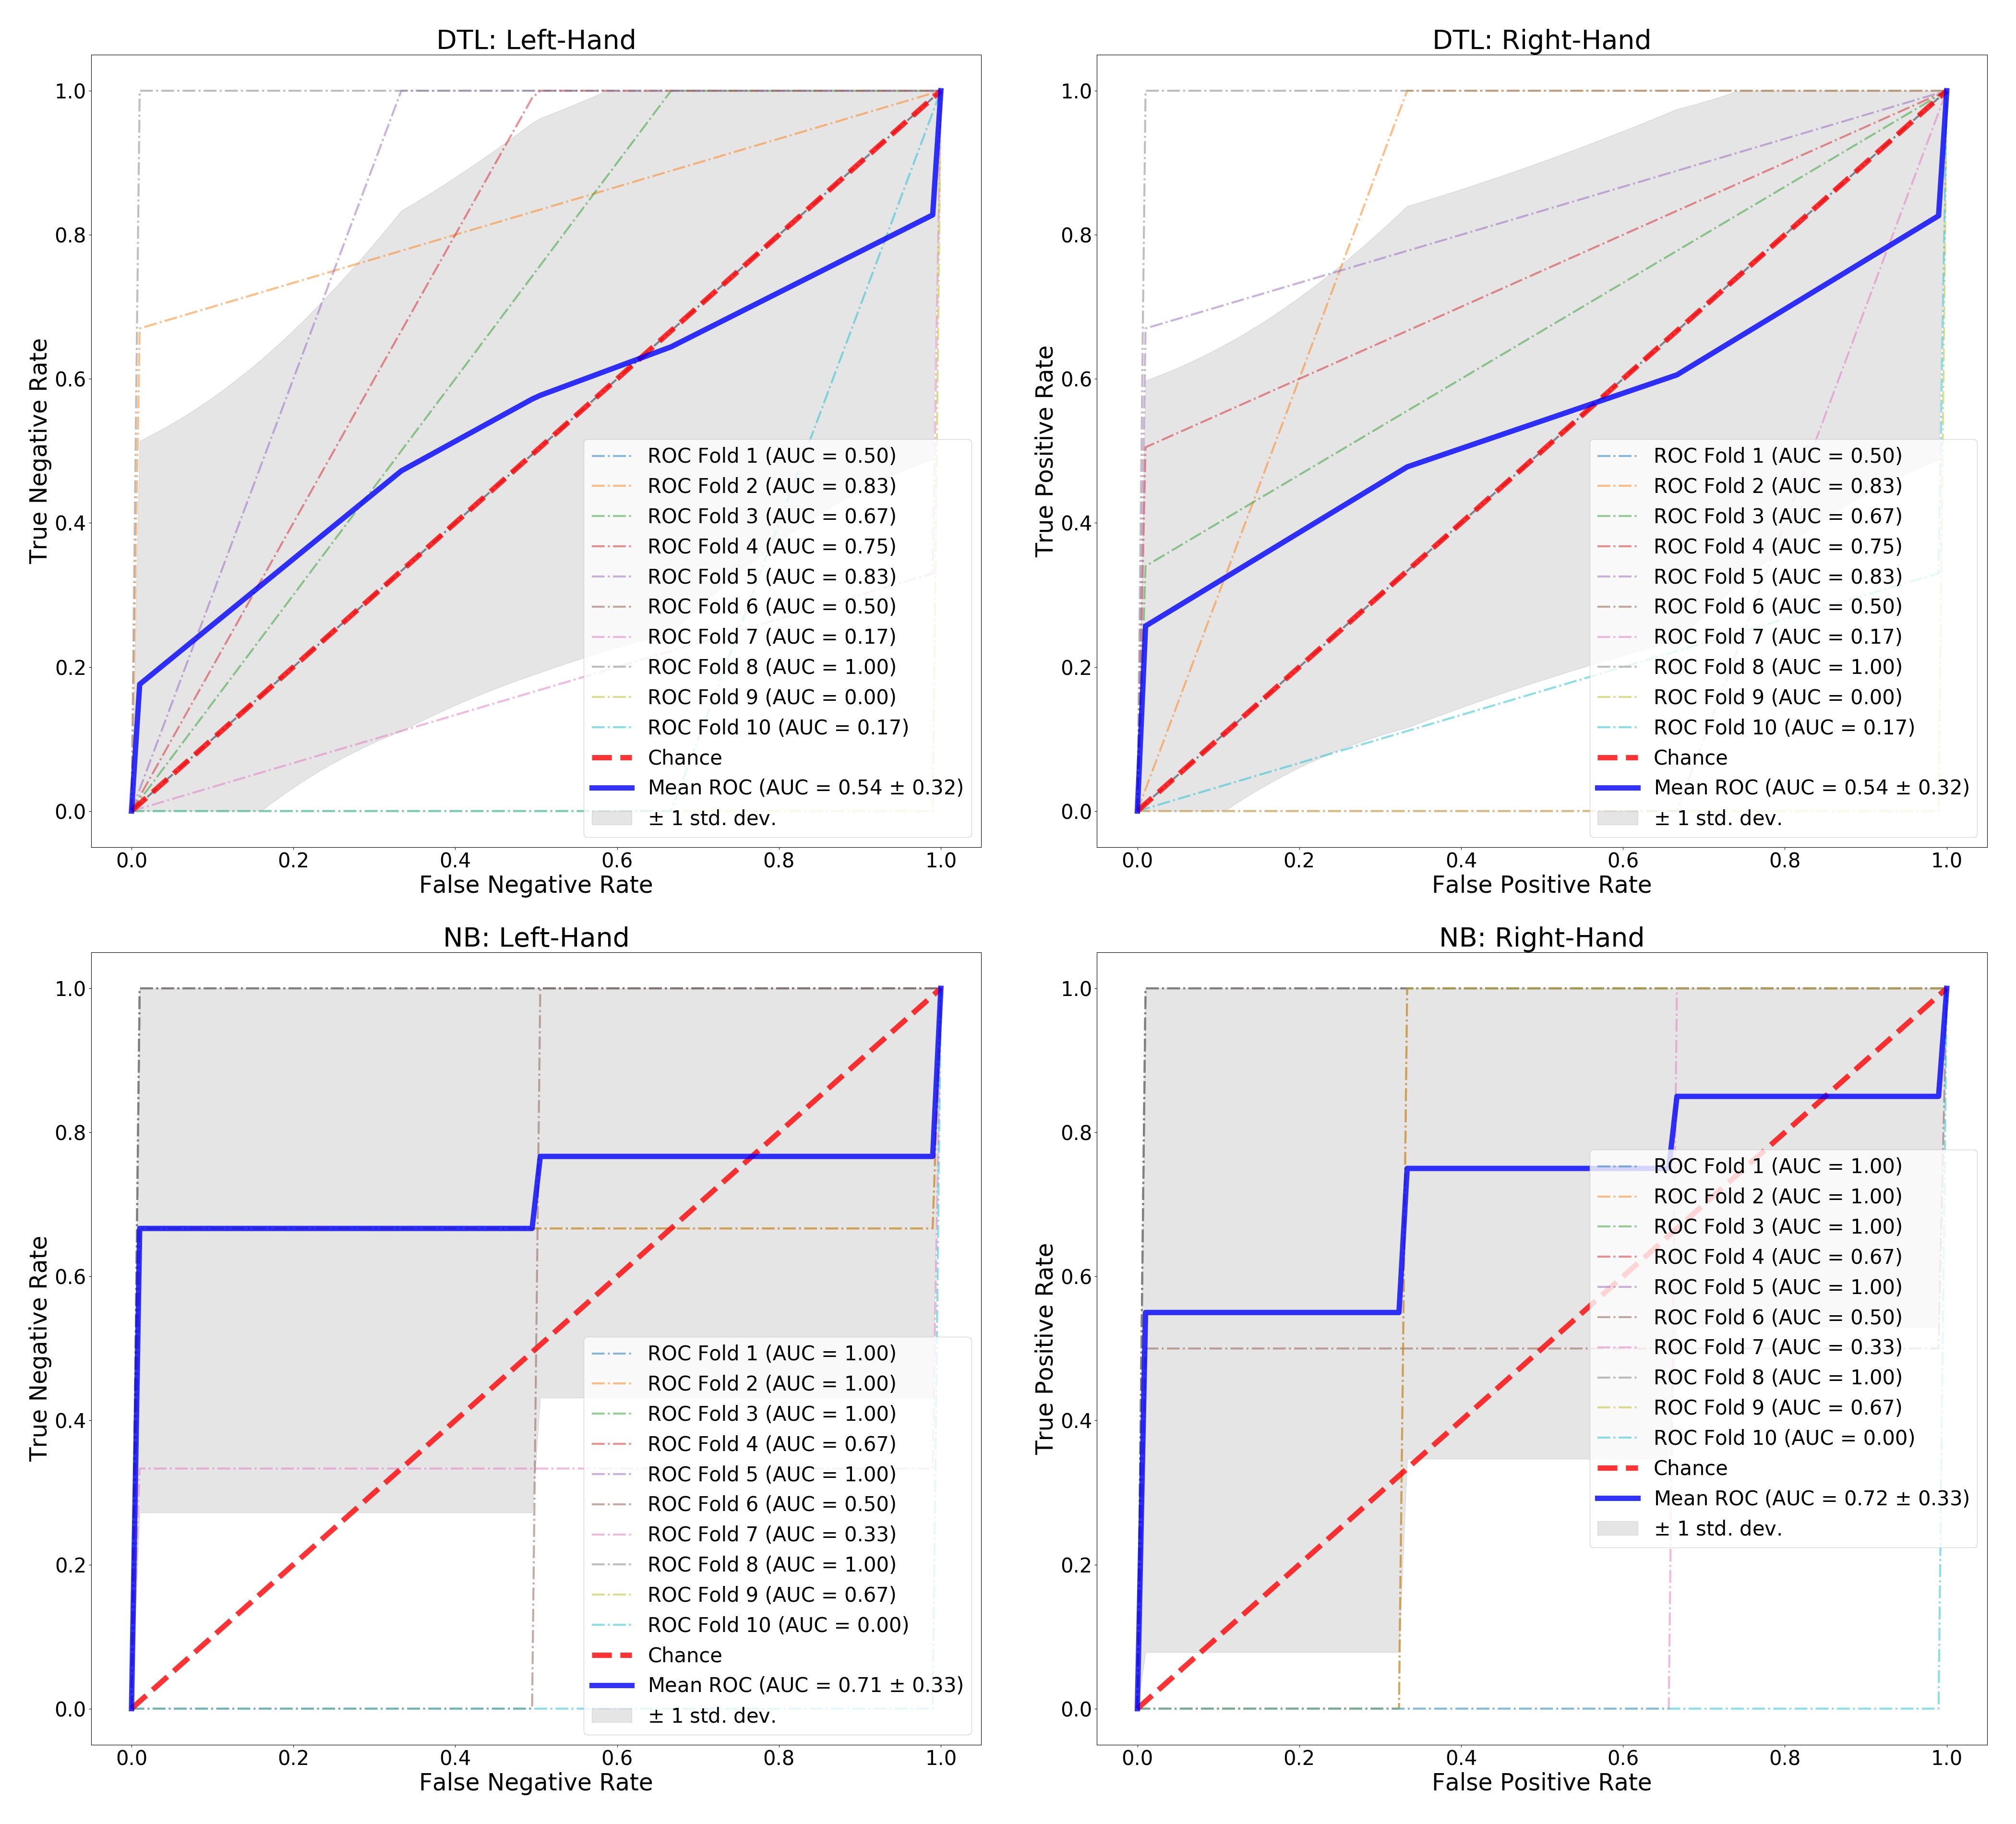 DTL: Left-Hand
1.0
0.8
0.6
0.4
0.2
0.0
True Negative Rate
ROC Fold 1 (AUC = 0.50)
ROC Fold 2 (AUC = 0.83)
ROC Fold 3 (AUC = 0.67)
ROC Fold 4 (AUC = 0.75)
ROC Fold 5 (AUC = 0.83)
ROC Fold 6 (AUC = 0.50)
ROC Fold 7 (AUC = 0.17)
ROC Fold 8 (AUC = 1.00)
ROC Fold 9 (AUC = 0.00)
ROC Fold 10 (AUC = 0.17)
Chance
Mean ROC (AUC = 0.54 ± 0.32)
± 1 std. dev.
0.0 0.2 0.4 0.6 0.8 1.0
False Negative Rate
DTL: Right-Hand
1.0
0.8
0.6
0.4
0.2
0.0
True Positive Rate
ROC Fold 1 (AUC = 0.50)
ROC Fold 2 (AUC = 0.83)
ROC Fold 3 (AUC = 0.67)
ROC Fold 4 (AUC = 0.75)
ROC Fold 5 (AUC = 0.83)
ROC Fold 6 (AUC = 0.50)
ROC Fold 7 (AUC = 0.17)
ROC Fold 8 (AUC = 1.00)
ROC Fold 9 (AUC = 0.00)
ROC Fold 10 (AUC = 0.17)
Chance
Mean ROC (AUC = 0.54 ± 0.32)
± 1 std. dev.
0.0 0.2 0.4 0.6 0.8 1.0
False Positive Rate
NB: Left-Hand
1.0
0.8
0.6
0.4
0.2
0.0
True Negative Rate
ROC Fold 1 (AUC = 1.00)
ROC Fold 2 (AUC = 1.00)
ROC Fold 3 (AUC = 1.00)
ROC Fold 4 (AUC = 0.67)
ROC Fold 5 (AUC = 1.00)
ROC Fold 6 (AUC = 0.50)
ROC Fold 7 (AUC = 0.33)
ROC Fold 8 (AUC = 1.00)
ROC Fold 9 (AUC = 0.67)
ROC Fold 10 (AUC = 0.00)
Chance
Mean ROC (AUC = 0.71 ± 0.33)
± 1 std. dev.
0.0 0.2 0.4 0.6 0.8 1.0
False Negative Rate
NB: Right-Hand
1.0
0.8
0.6
0.4
0.2
0.0
True Positive Rate
ROC Fold 1 (AUC = 1.00)
ROC Fold 2 (AUC = 1.00)
ROC Fold 3 (AUC = 1.00)
ROC Fold 4 (AUC = 0.67)
ROC Fold 5 (AUC = 1.00)
ROC Fold 6 (AUC = 0.50)
ROC Fold 7 (AUC = 0.33)
ROC Fold 8 (AUC = 1.00)
ROC Fold 9 (AUC = 0.67)
ROC Fold 10 (AUC = 0.00)
Chance
Mean ROC (AUC = 0.72 ± 0.33)
± 1 std. dev.
0.0 0.2 0.4 0.6 0.8 1.0
False Positive Rate